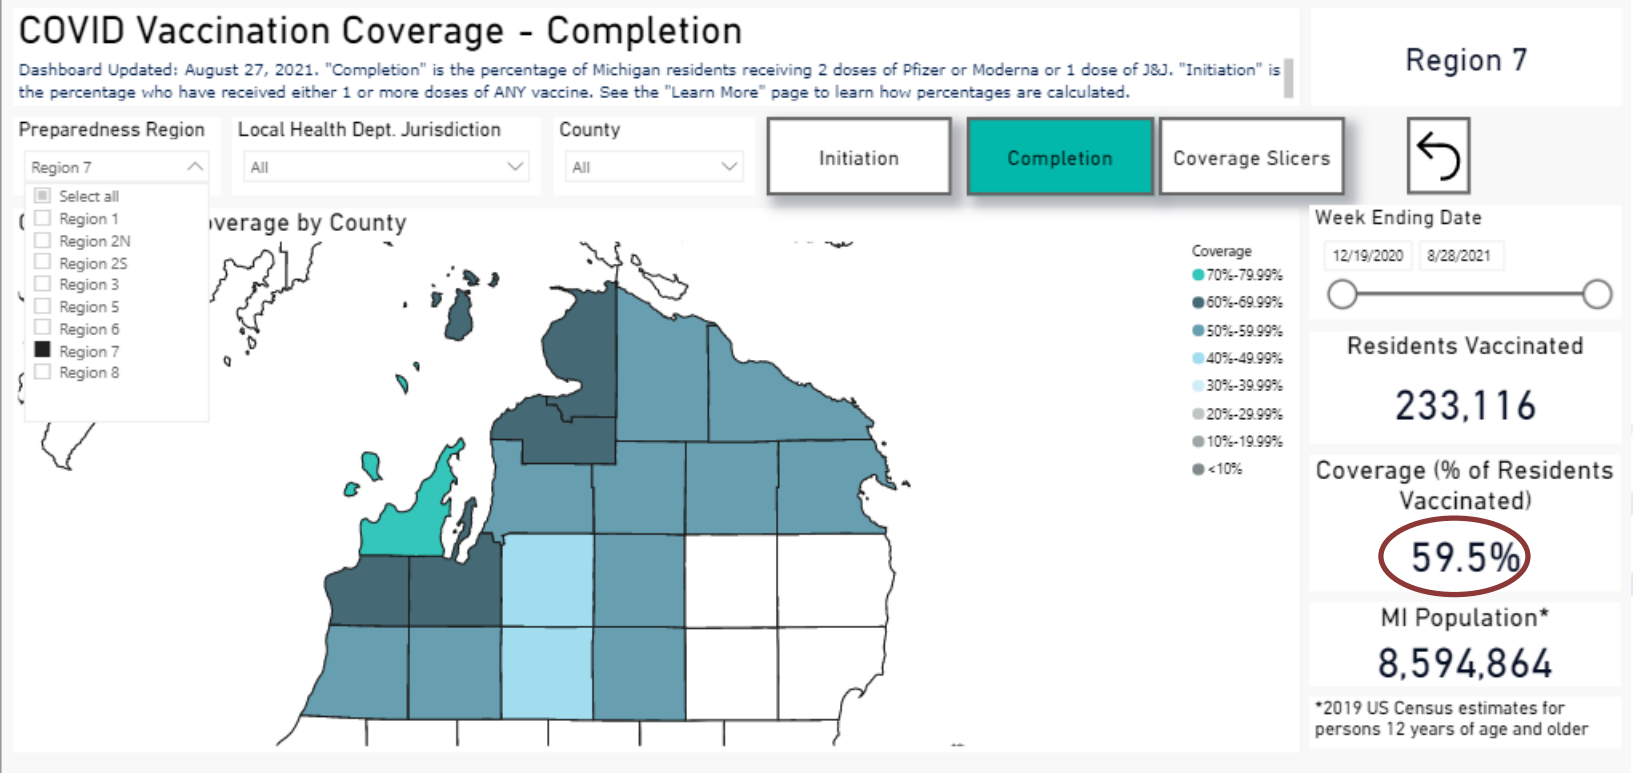 COVID Vaccination Coverage - Completion
Dashboard Updated: August 27, 2021. "Completion" is the percentage of Michigan residents receiving 2 doses of Pfizer or Moderna or 1 dose of J&J. "Initiation" is
the percentage who have received either 1 or more doses of ANY vaccine. See the "Learn More" page to learn how percentages are calculated.
Region 7
Preparedness Region
Local Health Dept. Jurisdiction
County
Region 7
All
All
Initiation
Completion
Coverage Slicers
Select all
Region 1
Region 2N
Region 2S
Region 3
Region 5
Region 6
Region 7
Region 8
overage by County
Coverage
70%-79.99%
60%-69.99%
50%-59.99%
40%-49.99%
30%-39.99%
20%-29.99%
10%-19.99%
<10%
Week Ending Date
12/19/2020
8/28/2021
Residents Vaccinated
233,116
Coverage (% of Residents
Vaccinated)
59.5%
MI Population*
8,594,864
*2019 US Census estimates for
persons 12 years of age and older